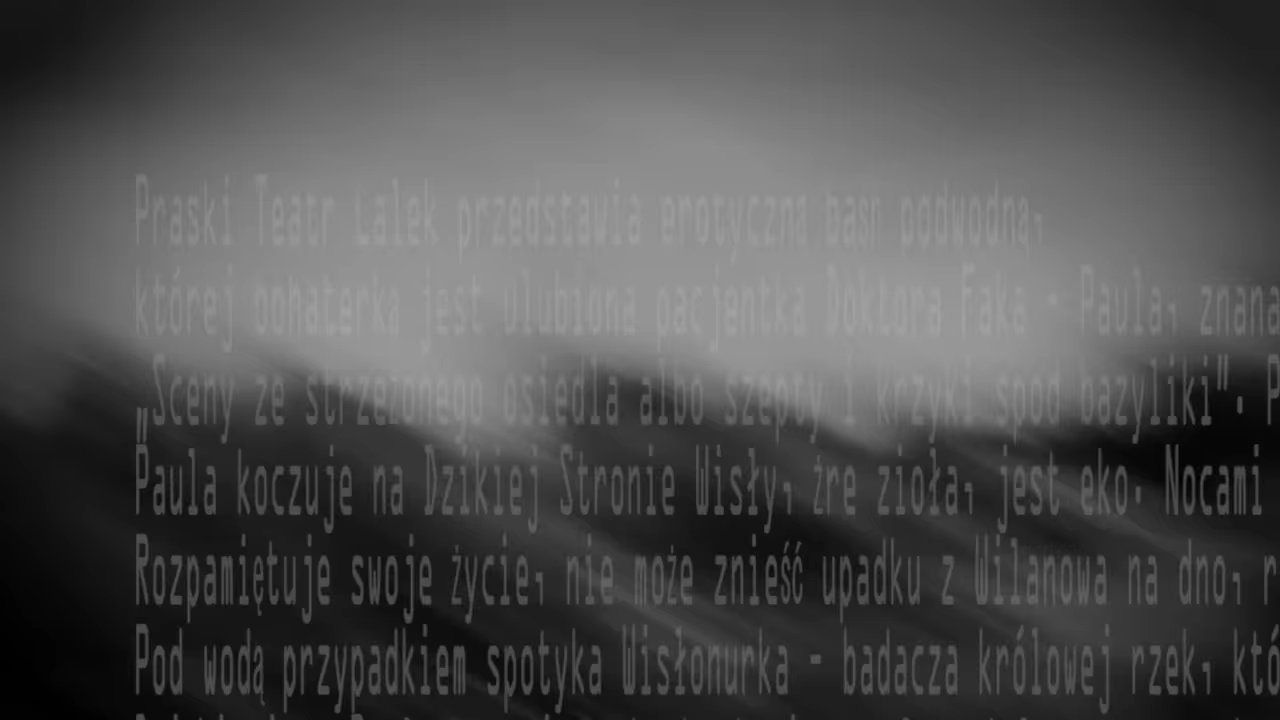 Praski Teatr Lalek przedstawia erotyczną baśń podwodną,
której bohaterką jest ulubiona pacjentka Doktora Faka - Paula, znana
„Sceny ze strzeżonego osiedla albo szepty i krzyki spod bazyliki". P
Paula koczuje na Dzikiej Stronie Wisły, żre zioła, jest eko. Nocami
Rozpamiętuje swoje życie, nie może znieść upadku z Wilanowa na dno, r
Pod wodą przypadkiem spotyka Wisłonurka - badacza królowej rzek, któ